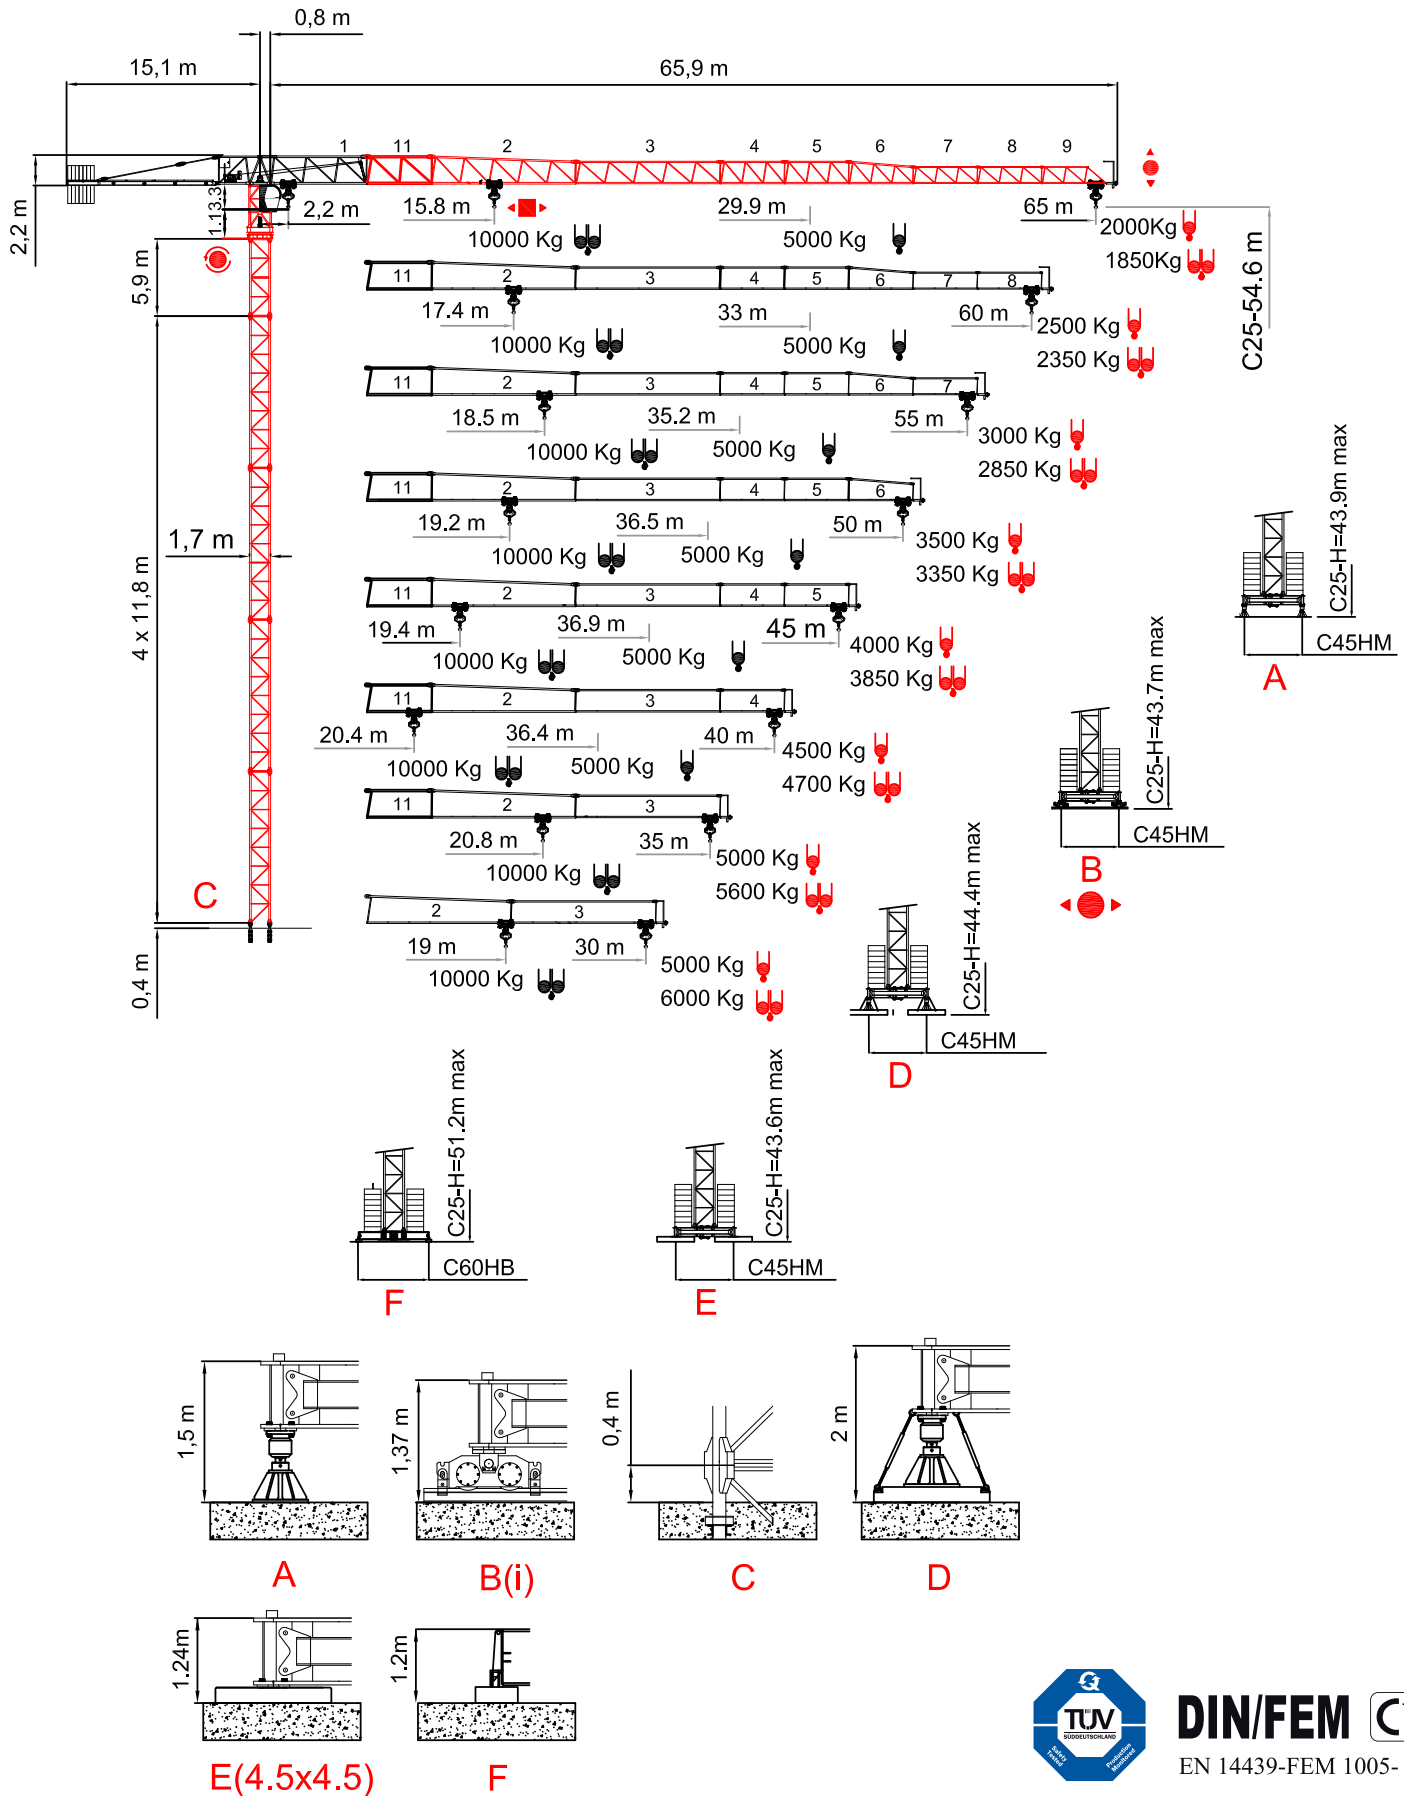 0,8 m
15,1 m
65,9 m
1 11 2 3 4 5 6 7 8 9
2,2 m
1.13.3
2,2 m
15.8 m
29.9 m
65 m
10000 Kg
5000 Kg
2000Kg
1850Kg
C25-54.6 m
5,9 m
11 2 3 4 5 6 7 8
17.4 m
33 m
60 m
10000 Kg
5000 Kg
2500 Kg
2350 Kg
11 2 3 4 5 6 7
18.5 m
35.2 m
55 m
10000 Kg
5000 Kg
3000 Kg
2850 Kg
11 2 3 4 5 6
19.2 m
36.5 m
50 m
10000 Kg
5000 Kg
3500 Kg
3350 Kg
1,7 m
4 x 11,8 m
11 2 3 4 5
19.4 m
36.9 m
45 m
10000 Kg
5000 Kg
4000 Kg
3850 Kg
11 2 3 4
20.4 m
36.4 m
40 m
10000 Kg
5000 Kg
4500 Kg
4700 Kg
11 2 3
20.8 m
35 m
10000 Kg
5000 Kg
5600 Kg
2 3
19 m
30 m
10000 Kg
5000 Kg
6000 Kg
C
0,4 m
C25-H=43.9m max
C45HM
A
C25-H=43.7m max
C45HM
B
C25-H=44.4m max
C45HM
D
C25-H=51.2m max
C60HB
F
C25-H=43.6m max
C45HM
E
1,5 m
A
1,37 m
B(i)
0,4 m
C
2 m
D
1.24m
E(4.5x4.5)
1.2m
F
TÜV
SÜDDEUTSCHLAND
Safety Tested
Production Monitored
DIN/FEM
EN 14439-FEM 1005-